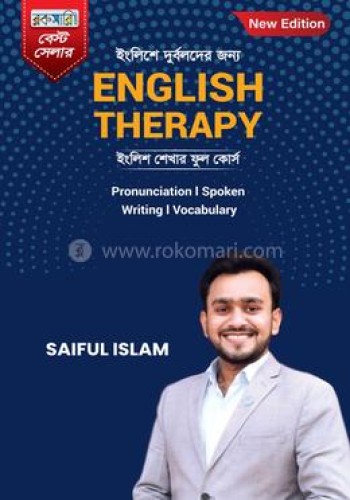 রকমারি
বেস্ট
সেলার
New Edition
ইংলিশে দুর্বলদের জন্য
ENGLISH
THERAPY
ইংলিশ শেখার ফুল কোর্স
Pronunciation l Spoken
Writing l Vocabulary
www.rokomari.com
SAIFUL ISLAM